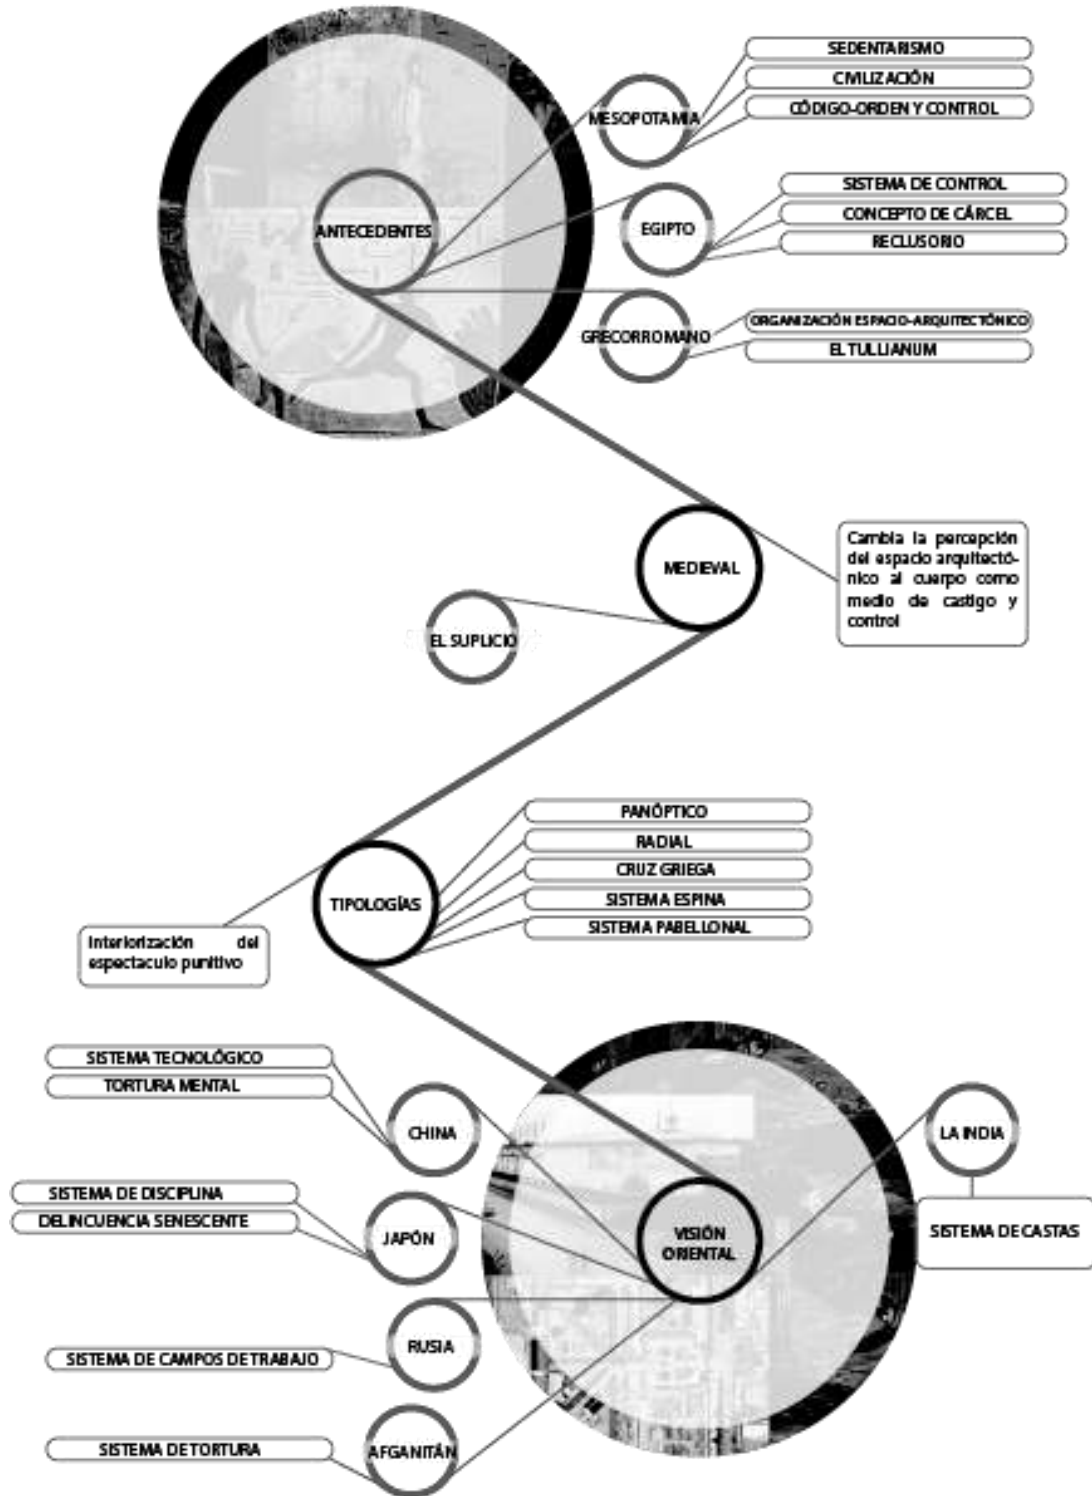 ANTECEDENTES
MESOPOTAMIA
SEDENTARISMO
CIVILIZACIÓN
CÓDIGO-ORDEN Y CONTROL
EGIPTO
SISTEMA DE CONTROL
CONCEPTO DE CÁRCEL
RECLUSORIO
GRECORROMANO
ORGANIZACIÓN ESPACIO-ARQUITECTÓNICO
EL TULLIANUM
MEDIEVAL
Cambia la percepción
del espacio arquitectó-
nico al cuerpo como
medio de castigo y
control
EL SUPLICIO
TIPOLOGÍAS
PANÓPTICO
RADIAL
CRUZ GRIEGA
SISTEMA ESPINA
SISTEMA PABELLONAL
Interiorización del
espectaculo punitivo
VISIÓN
ORIENTAL
CHINA
SISTEMA TECNOLÓGICO
TORTURA MENTAL
JAPÓN
SISTEMA DE DISCIPLINA
DELINCUENCIA SENESCENTE
RUSIA
SISTEMA DE CAMPOS DE TRABAJO
AFGANITÁN
SISTEMA DE TORTURA
LA INDIA
SISTEMA DE CASTAS